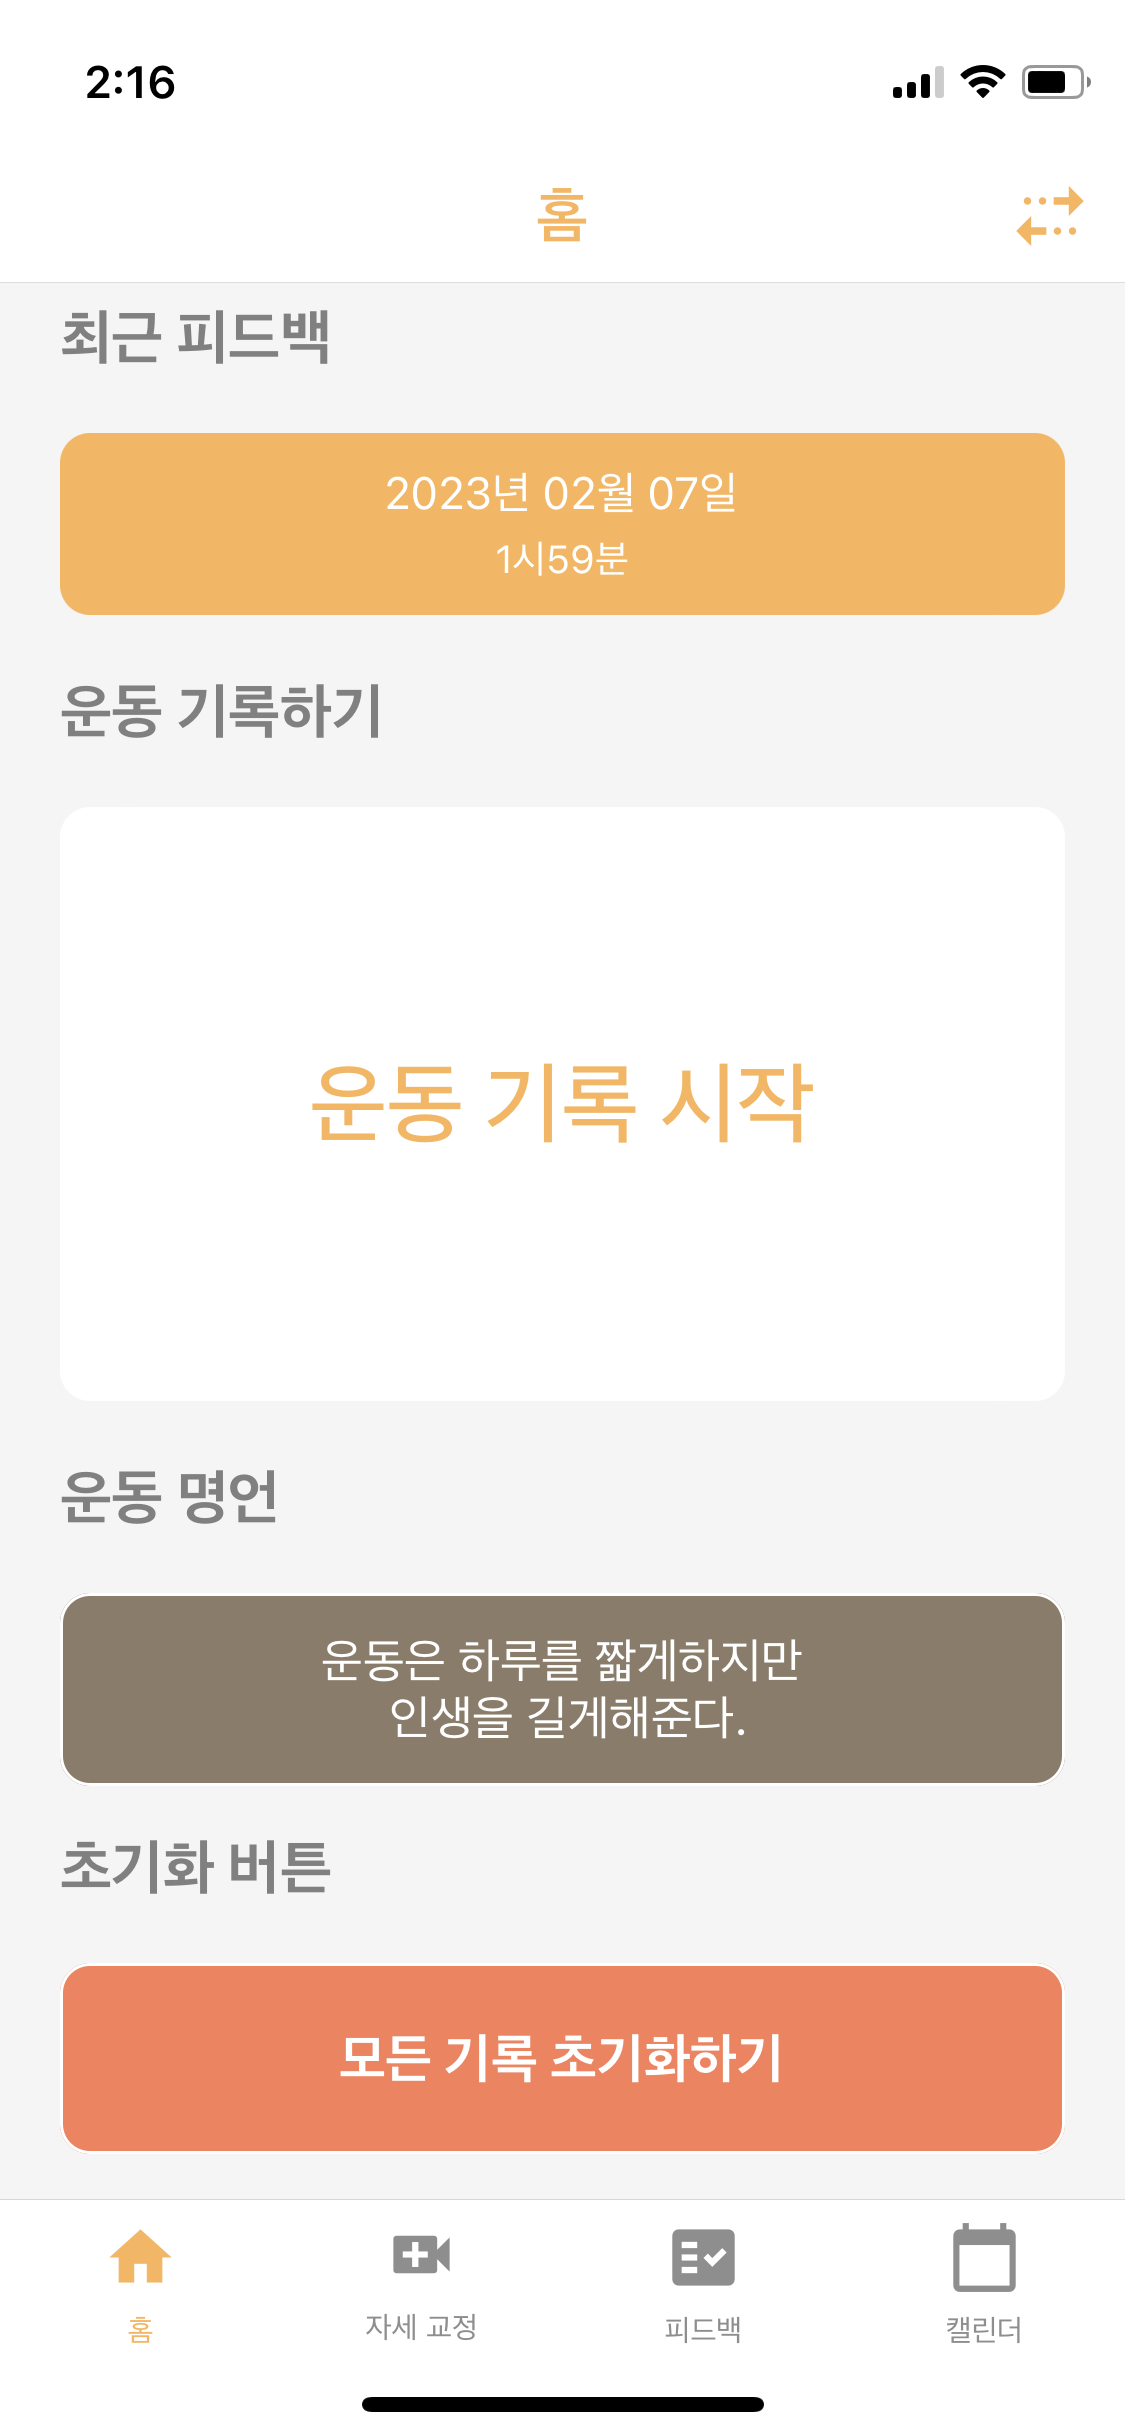 2:16
홈
최근 피드백
2023년 02월 07일
1시59분
운동 기록하기
운동 기록 시작
운동 명언
운동은 하루를 짧게하지만
인생을 길게해준다.
초기화 버튼
모든 기록 초기화하기
홈
자세 교정
피드백
캘린더